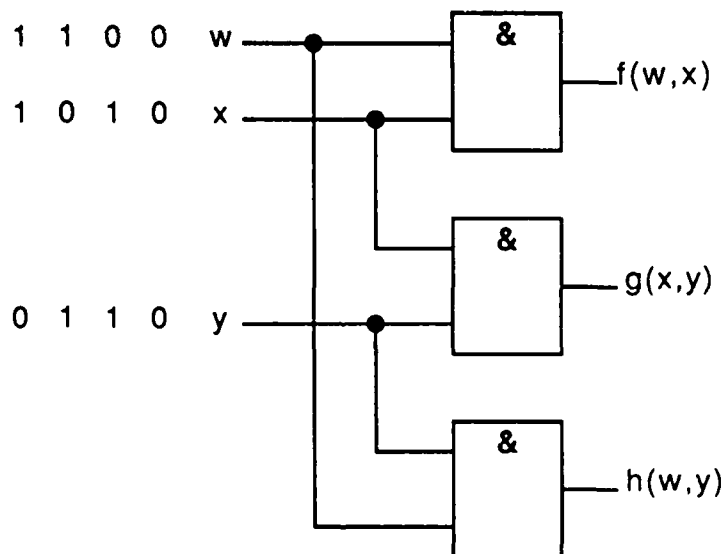 &
1 1 0 0 w
f(w,x)
1 0 1 0 x
&
g(x,y)
0 1 1 0 y
&
h(w,y)